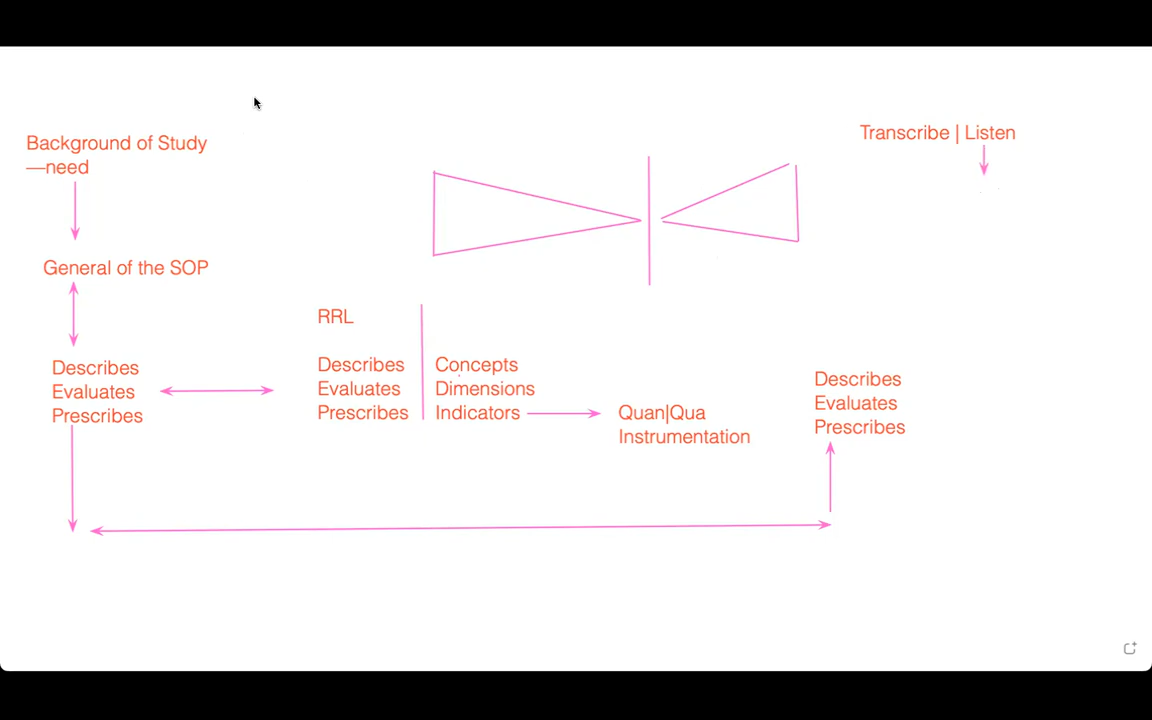 Background of Study
—need
General of the SOP
Describes
Evaluates
Prescribes
RRL
Describes
Evaluates
Prescribes
Concepts
Dimensions
Indicators
Quan|Qua
Instrumentation
Transcribe | Listen
Describes
Evaluates
Prescribes